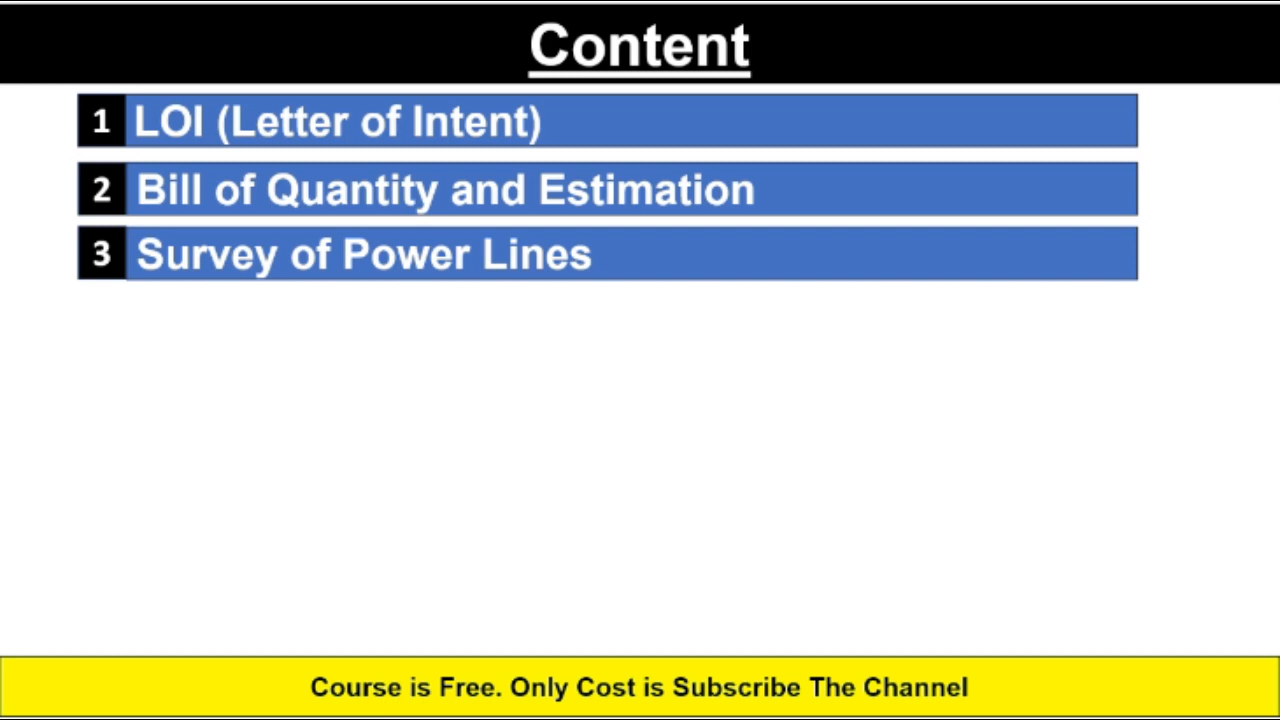 Content
1 LOI (Letter of Intent)
2 Bill of Quantity and Estimation
3 Survey of Power Lines
Course is Free. Only Cost is Subscribe The Channel